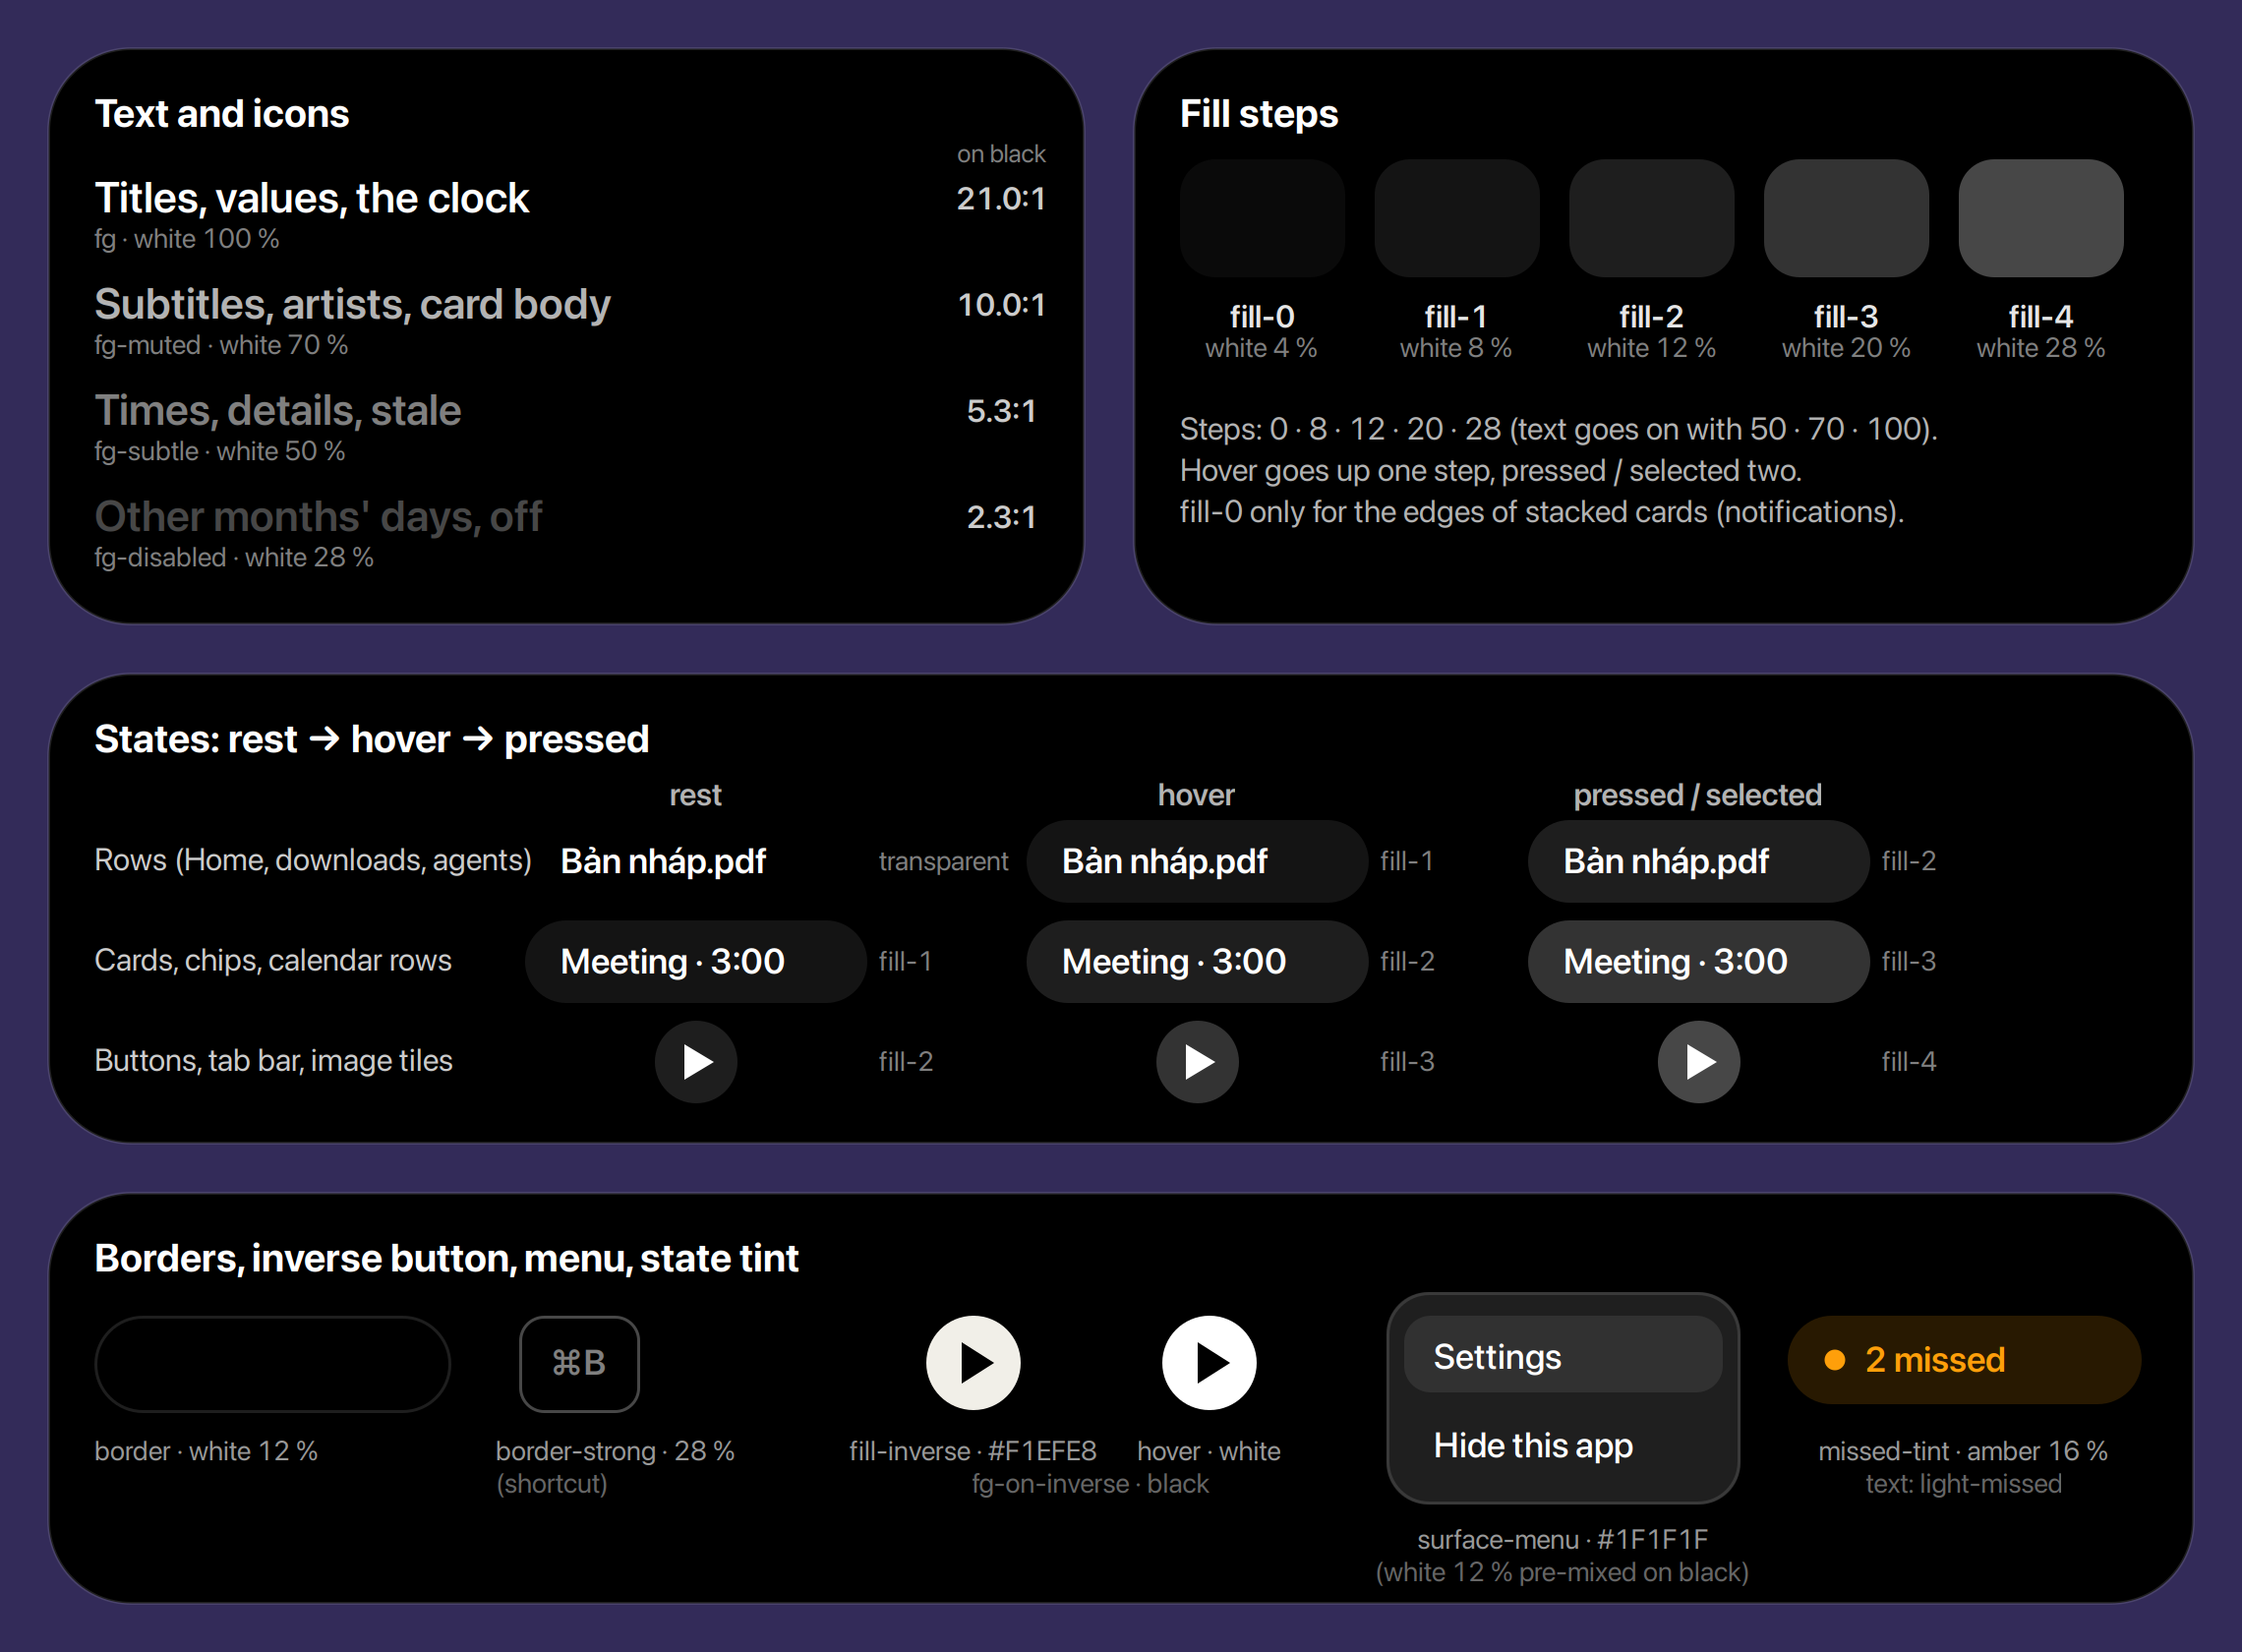 Text and icons
on black
Titles, values, the clock
21.0:1
fg · white 100 %
Subtitles, artists, card body
10.0:1
fg-muted · white 70 %
Times, details, stale
5.3:1
fg-subtle · white 50 %
Other months' days, off
2.3:1
fg-disabled · white 28 %
Fill steps
fill-0
fill-1
fill-2
fill-3
fill-4
white 4 %
white 8 %
white 12 %
white 20 %
white 28 %
Steps: 0 · 8 · 12 · 20 · 28 (text goes on with 50 · 70 · 100).
Hover goes up one step, pressed / selected two.
fill-0 only for the edges of stacked cards (notifications).
States: rest → hover → pressed
rest
hover
pressed / selected
Rows (Home, downloads, agents)
Bản nháp.pdf
transparent
Bản nháp.pdf
fill-1
Bản nháp.pdf
fill-2
Cards, chips, calendar rows
Meeting · 3:00
fill-1
Meeting · 3:00
fill-2
Meeting · 3:00
fill-3
Buttons, tab bar, image tiles
fill-2
fill-3
fill-4
Borders, inverse button, menu, state tint
⌘B
Settings
Hide this app
2 missed
border · white 12 %
border-strong · 28 %
(shortcut)
fill-inverse · #F1EFE8
hover · white
fg-on-inverse · black
surface-menu · #1F1F1F
(white 12 % pre-mixed on black)
missed-tint · amber 16 %
text: light-missed